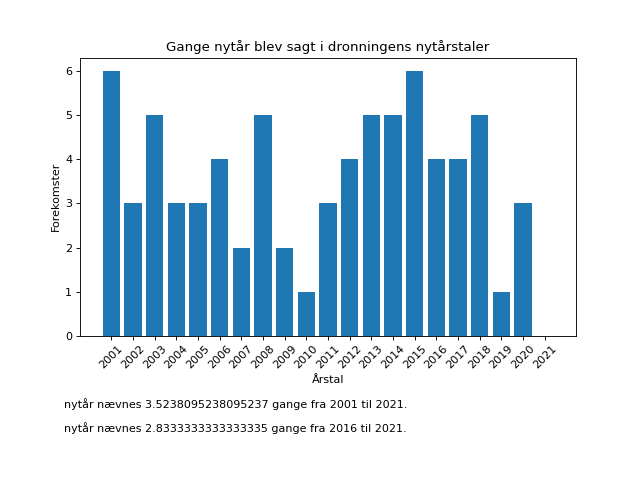 Gange nytår blev sagt i dronningens nytårstaler
6
5
4
3
2
1
0
Forekomster
2001 2002 2003 2004 2005 2006 2007 2008 2009 2010 2011 2012 2013 2014 2015 2016 2017 2018 2019 2020 2021
Årstal
nytår nævnes 3.5238095238095237 gange fra 2001 til 2021.
nytår nævnes 2.8333333333333335 gange fra 2016 til 2021.